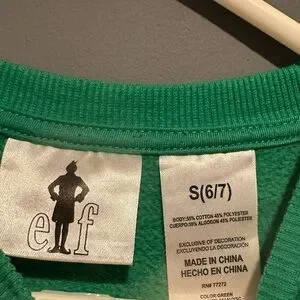 elf
S(6/7)
BODY:55% COTTON 45% POLYESTER
CUERPO:55% ALGODON 45% POLYESTER
EXCLUSIVE OF DECORATION
EXCLUSIVO DE LA DECORACION
MADE IN CHINA
HECHO EN CHINA
RN# 77272
COLOR GREEN